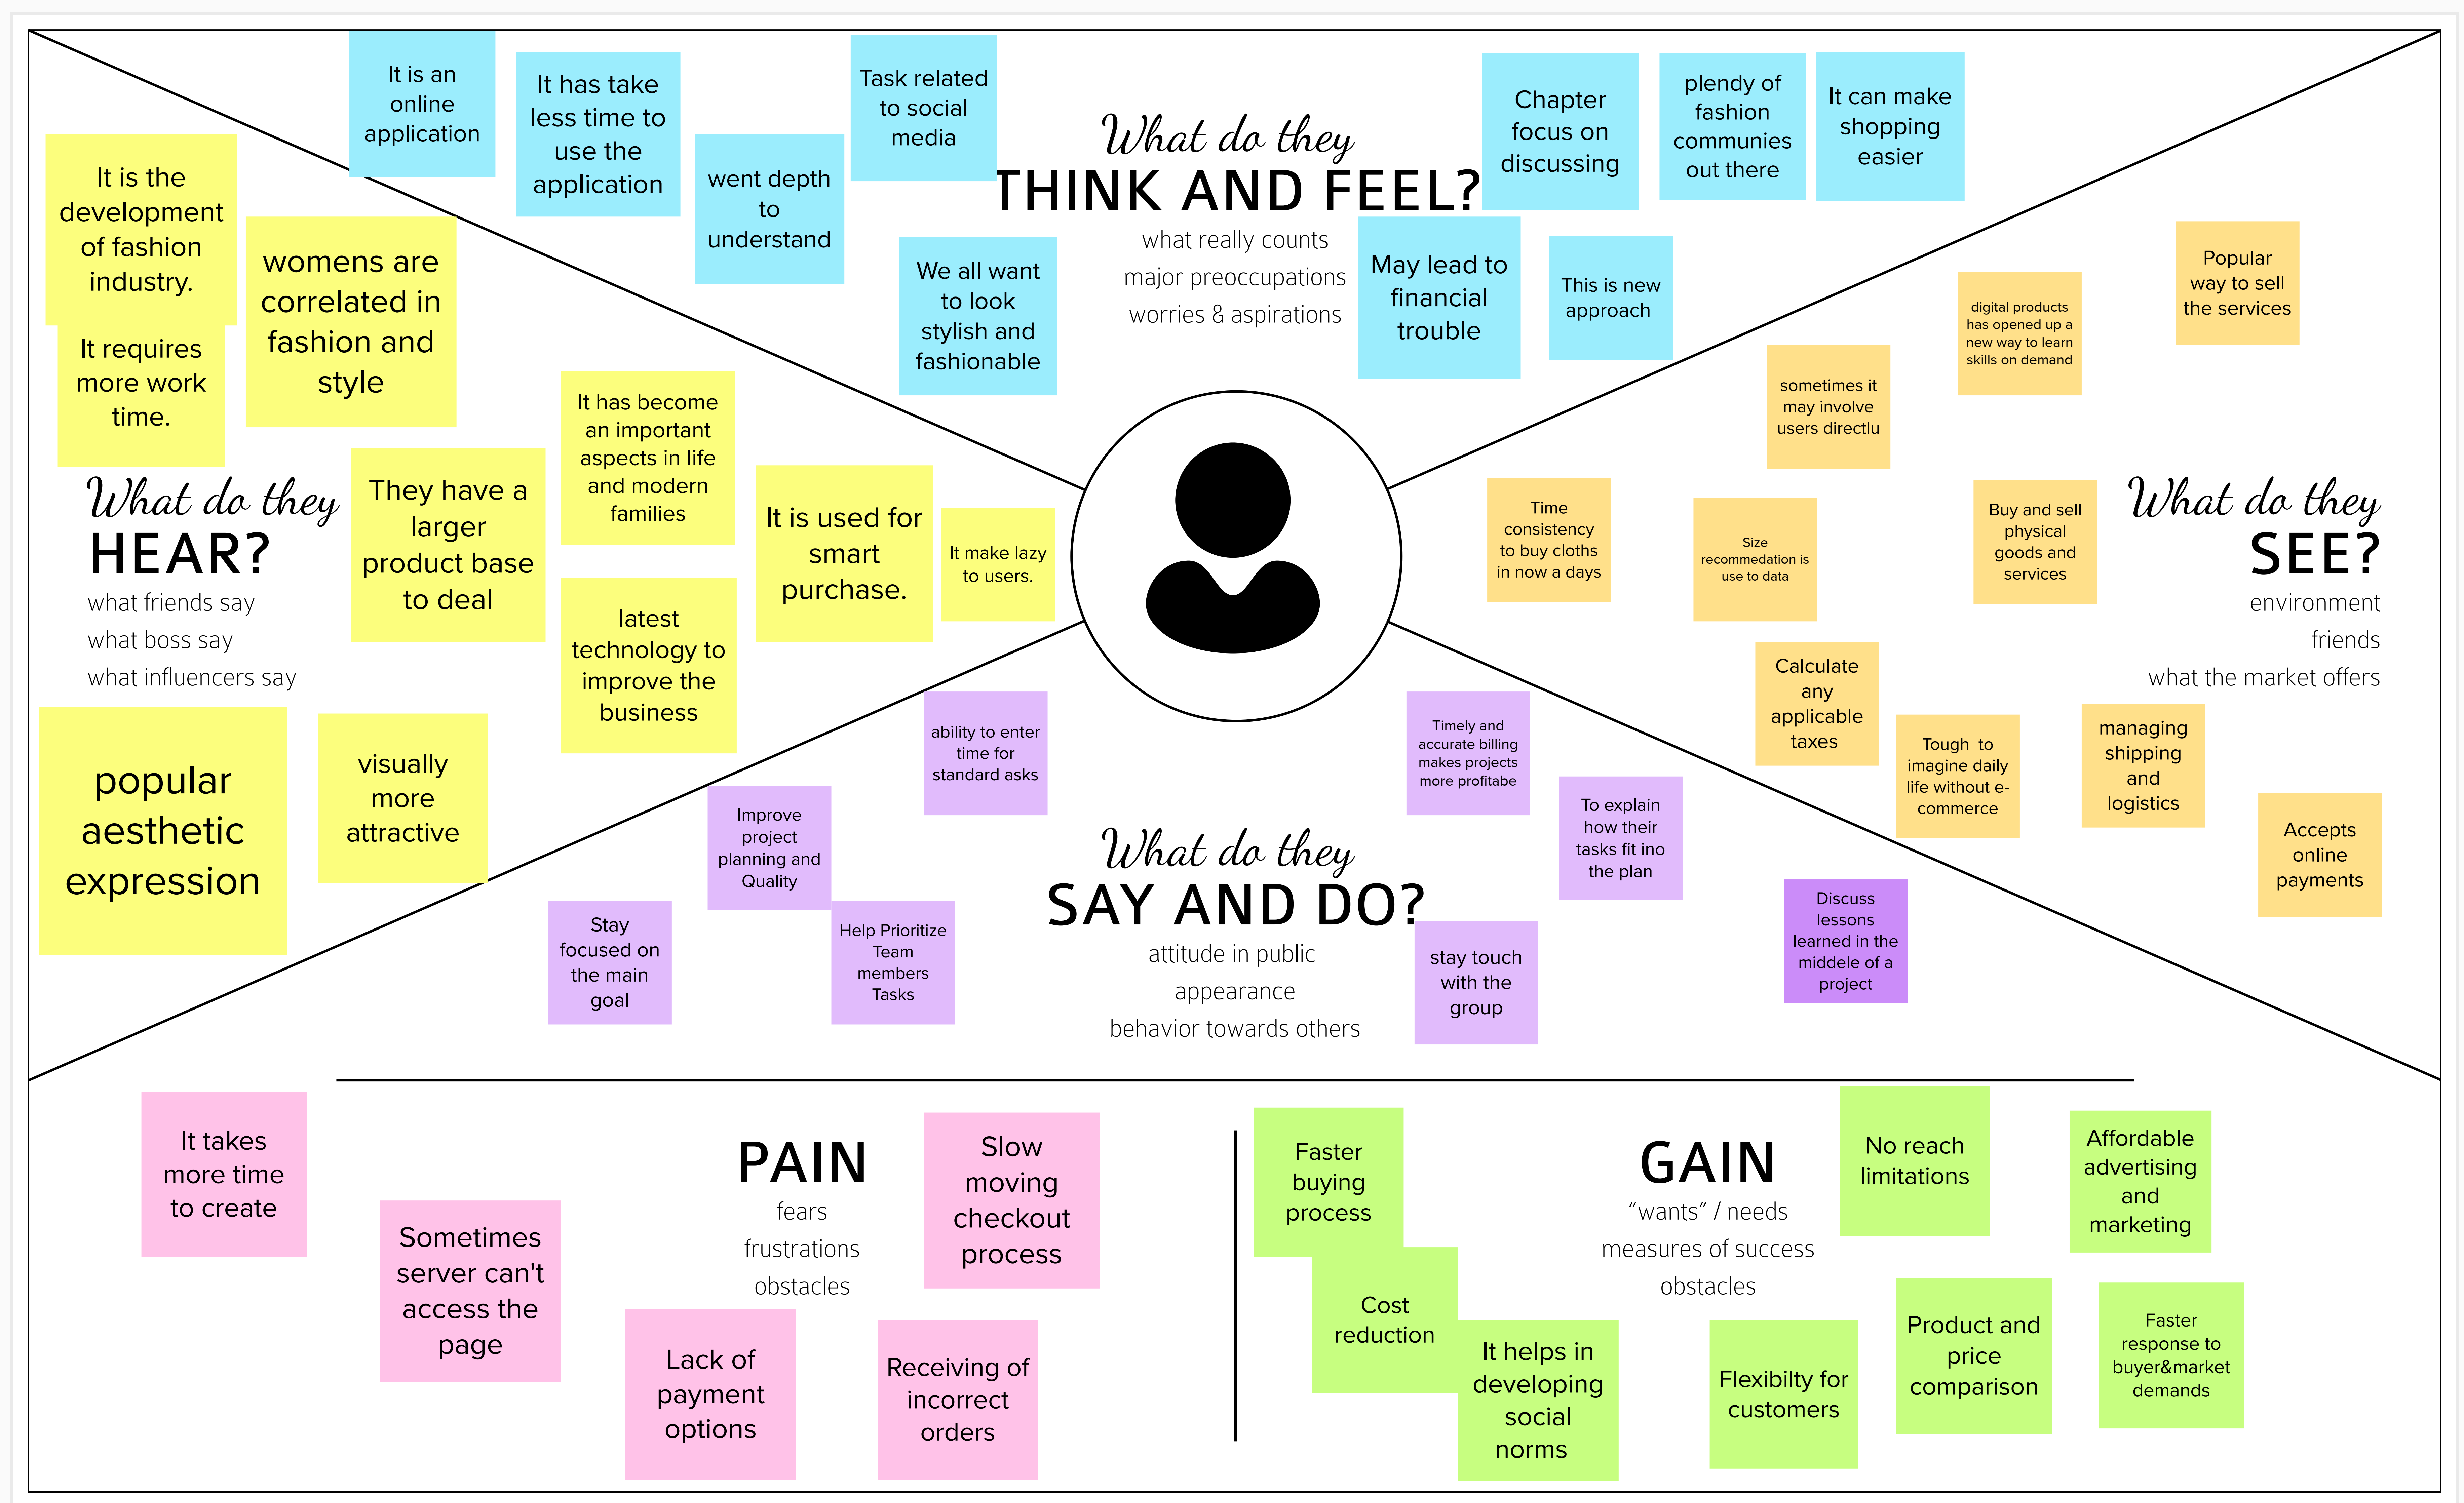 It is an
online
application
It has take
less time to
use the
application
went depth
to
understand
Task related
to social
media
We all want
to look
stylish and
fashionable
What do they
THINK AND FEEL?
what really counts
major preoccupations
worries & aspirations
Chapter
focus on
discussing
plendy of
fashion
communies
out there
It can make
shopping
easier
May lead to
financial
trouble
This is new
approach
It is the
development
of fashion
industry.
It requires
more work
time.
womens are
correlated in
fashion and
style
What do they
HEAR?
what friends say
what boss say
what influencers say
They have a
larger
product base
to deal
It has become
an important
aspects in life
and modern
families
latest
technology to
improve the
business
It is used for
smart
purchase.
It make lazy
to users.
popular
aesthetic
expression
visually
more
attractive
Popular
way to sell
the services
digital products
has opened up a
new way to learn
skills on demand
sometimes it
may involve
users directlu
Time
consistency
to buy cloths
in now a days
Size
recommedation is
use to data
Buy and sell
physical
goods and
services
What do they
SEE?
environment
friends
what the market offers
Calculate
any
applicable
taxes
Tough to
imagine daily
life without e-
commerce
managing
shipping
and
logistics
Accepts
online
payments
ability to enter
time for
standard asks
Improve
project
planning and
Quality
Stay
focused on
the main
goal
Help Prioritize
Team
members
Tasks
What do they
SAY AND DO?
attitude in public
appearance
behavior towards others
Timely and
accurate billing
makes projects
more profitabe
To explain
how their
tasks fit ino
the plan
stay touch
with the
group
Discuss
lessons
learned in the
middele of a
project
It takes
more time
to create
Sometimes
server can't
access the
page
PAIN
fears
frustrations
obstacles
Slow
moving
checkout
process
Lack of
payment
options
Receiving of
incorrect
orders
Faster
buying
process
Cost
reduction
It helps in
developing
social
norms
GAIN
“wants” / needs
measures of success
obstacles
No reach
limitations
Affordable
advertising
and
marketing
Flexibilty for
customers
Product and
price
comparison
Faster
response to
buyer&market
demands